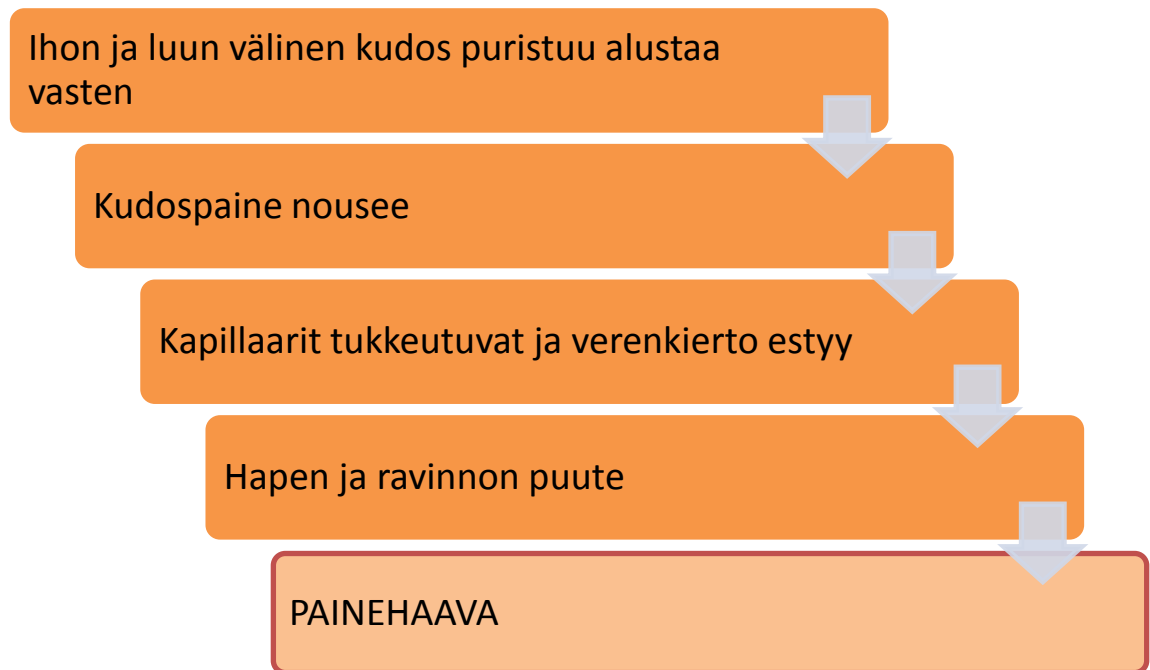 Ihon ja luun välinen kudos puristuu alustaa
vasten
Kudospaine nousee
Kapillaarit tukkeutuvat ja verenkierto estyy
Hapen ja ravinnon puute
PAINEHAAVA